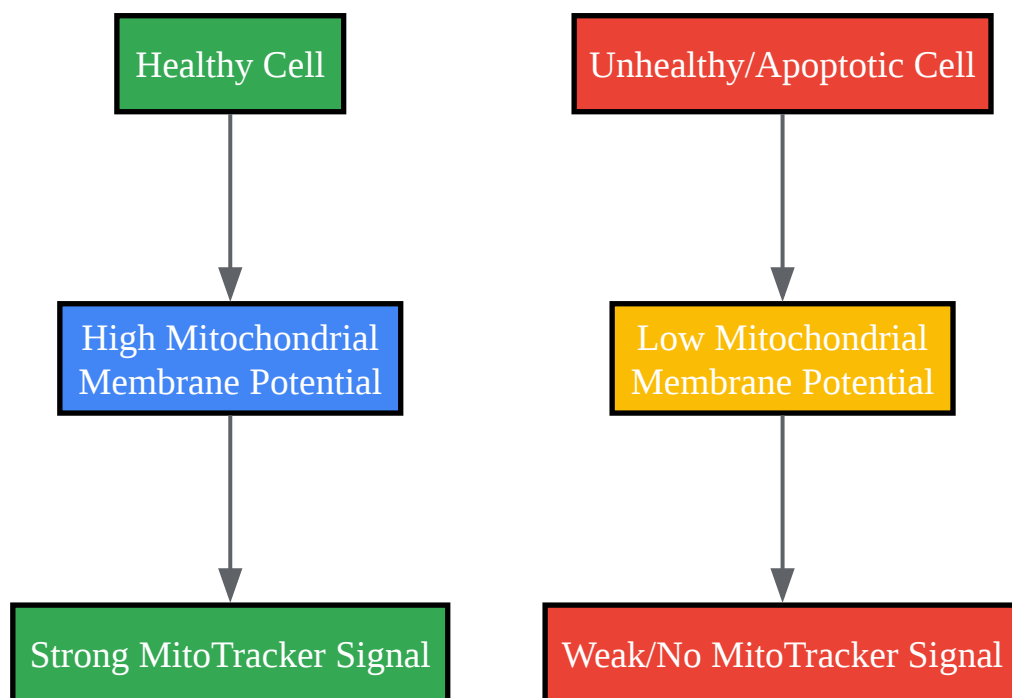 Healthy Cell
Unhealthy/Apoptotic Cell
High Mitochondrial
Membrane Potential
Low Mitochondrial
Membrane Potential
Strong MitoTracker Signal
Weak/No MitoTracker Signal